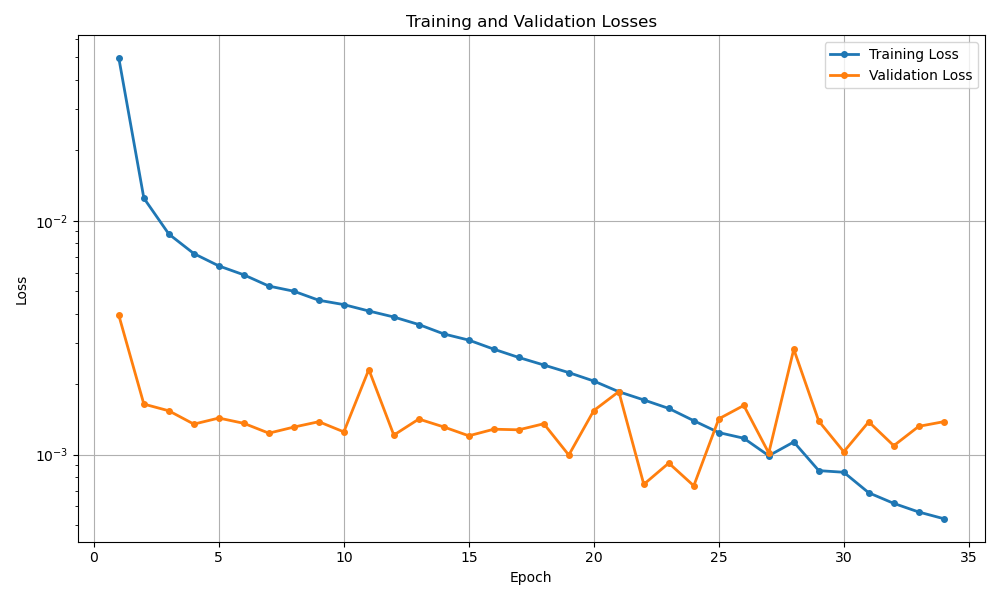 Training and Validation Losses
Training Loss
Validation Loss
Loss
10⁻²
10⁻³
0 5 10 15 20 25 30 35
Epoch